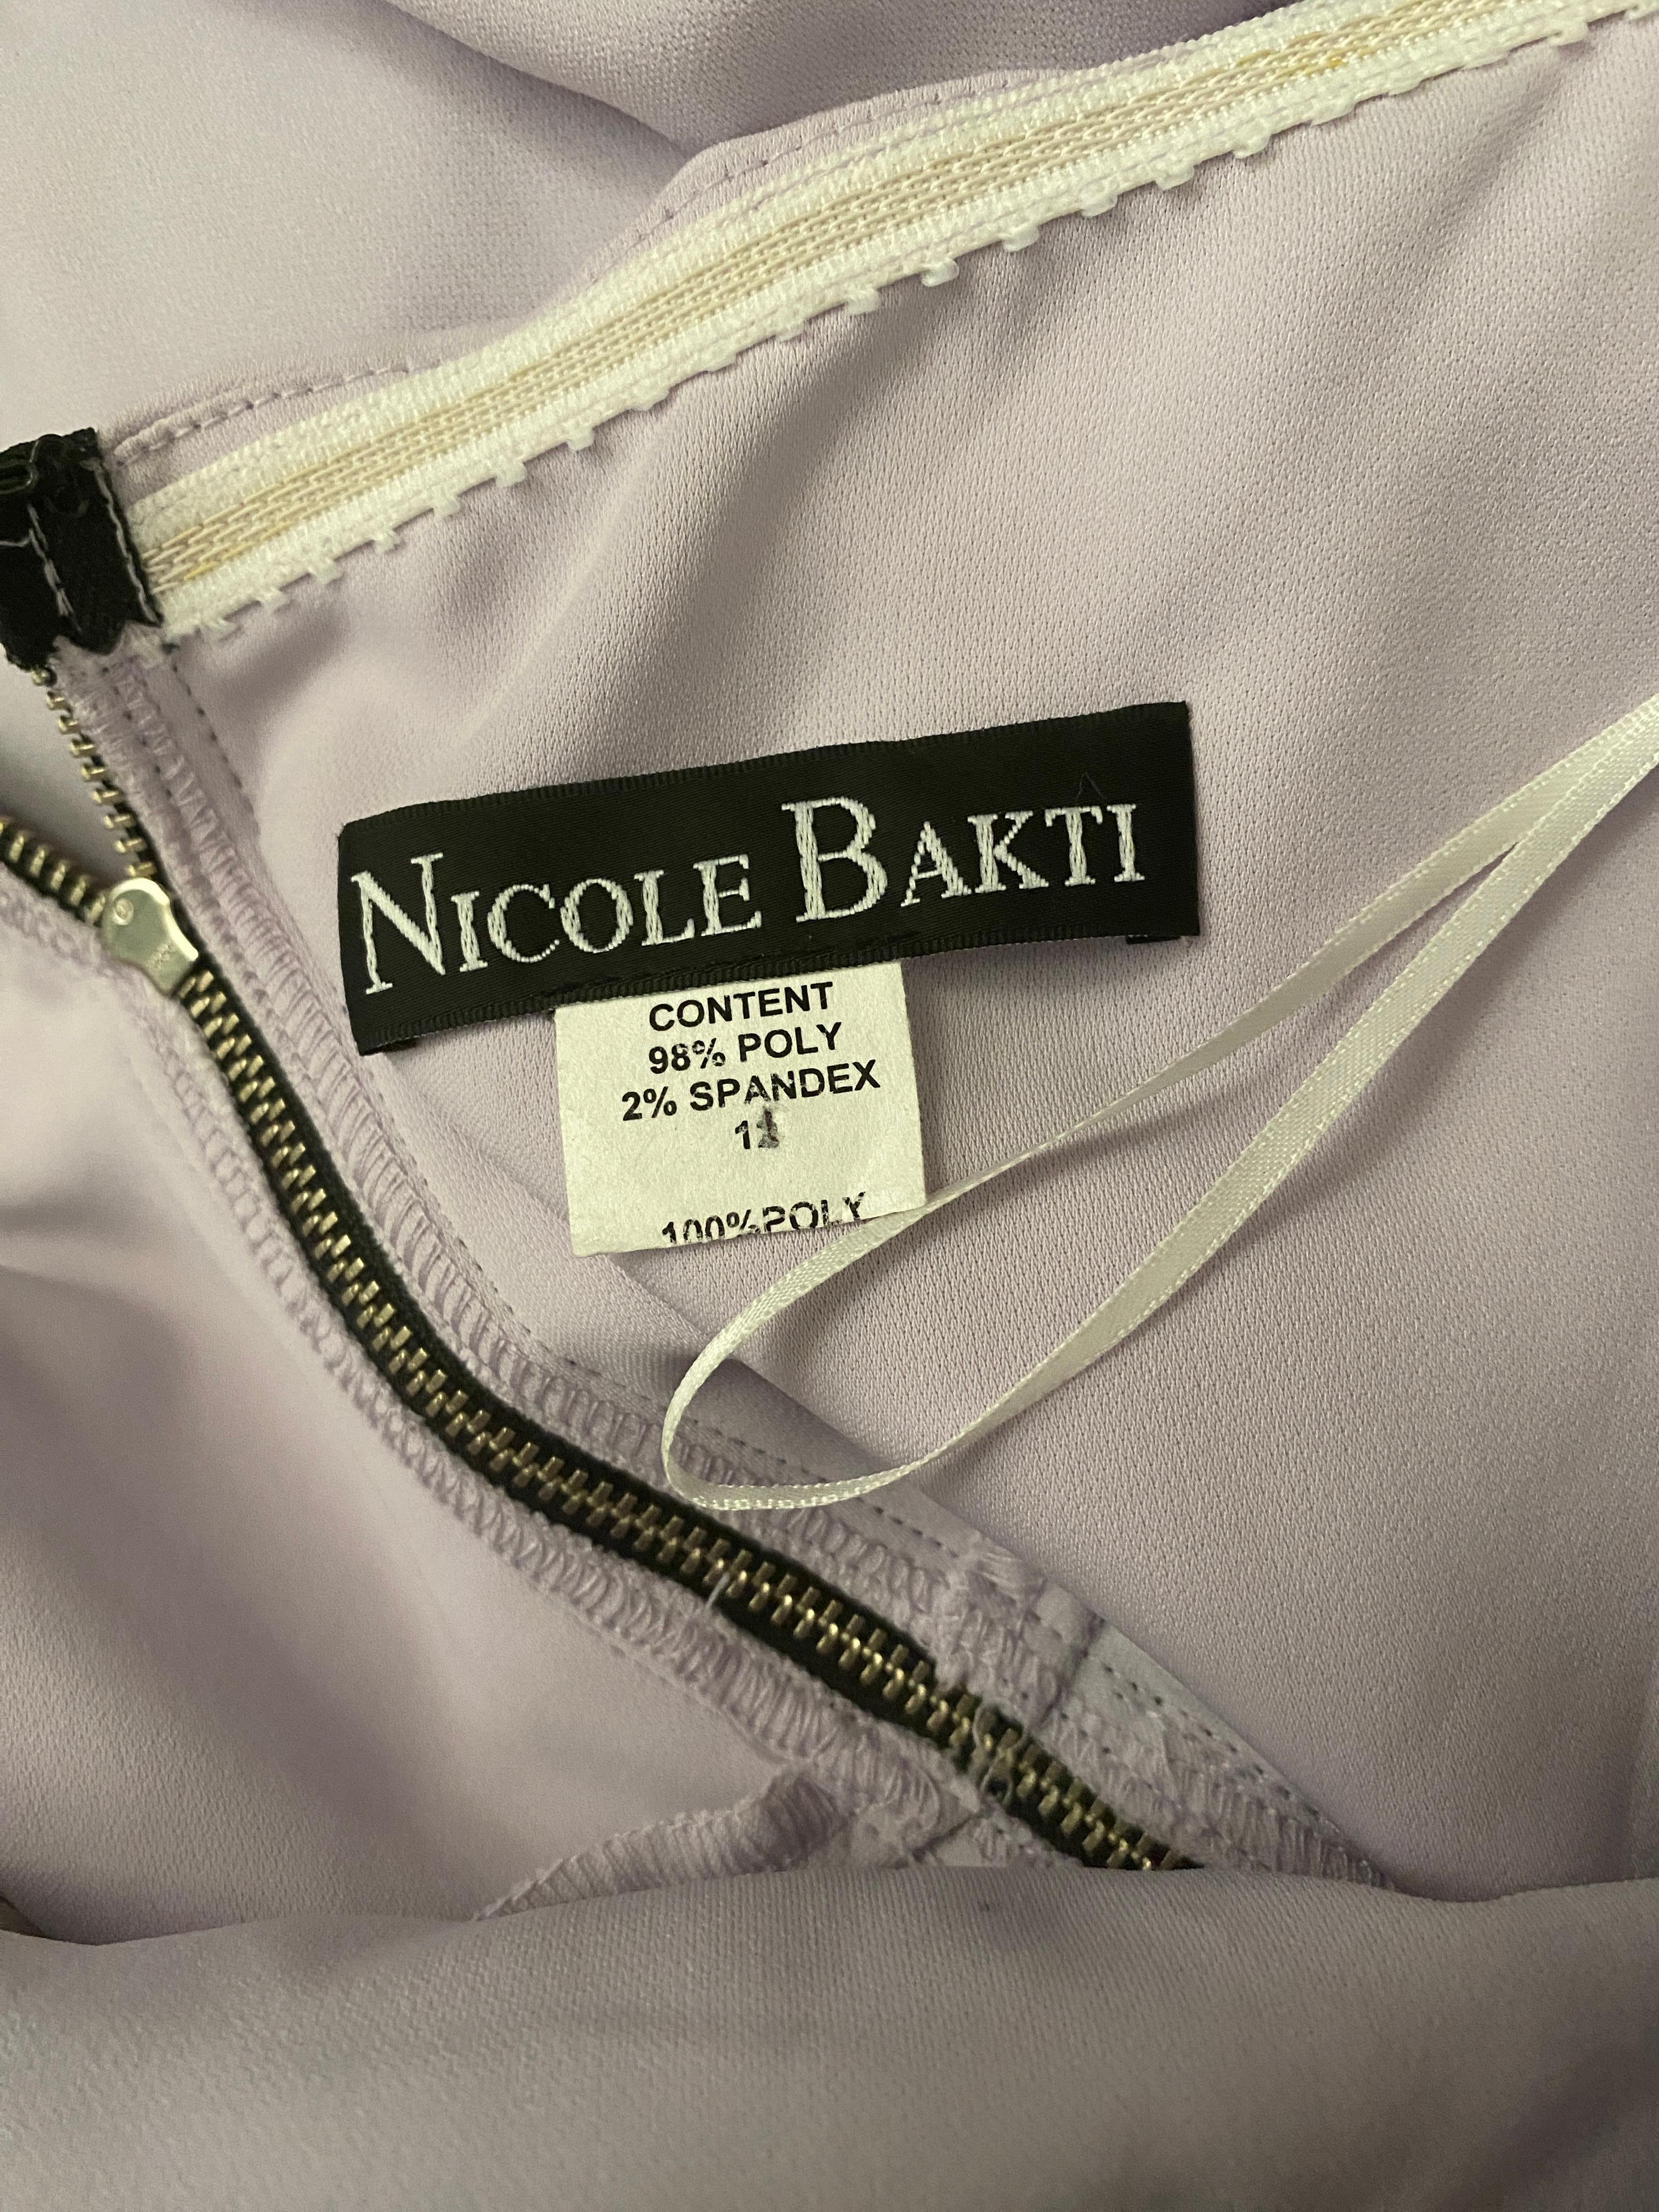 NICOLE BAKTI
CONTENT
98% POLY
2% SPANDEX
100%POLY